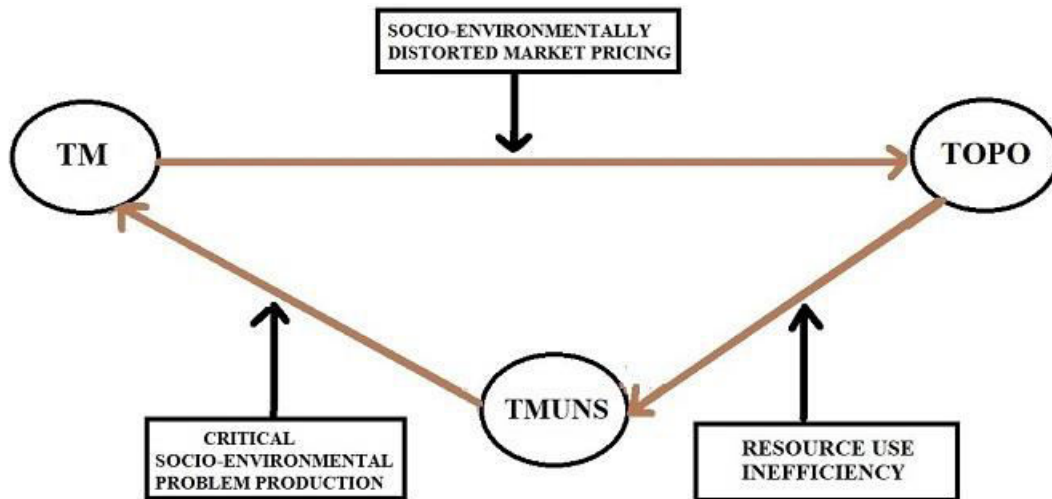 SOCIO-ENVIRONMENTALLY
DISTORTED MARKET PRICING
TM
TOPO
TMUNS
CRITICAL
SOCIO-ENVIRONMENTAL
PROBLEM PRODUCTION
RESOURCE USE
INEFFICIENCY